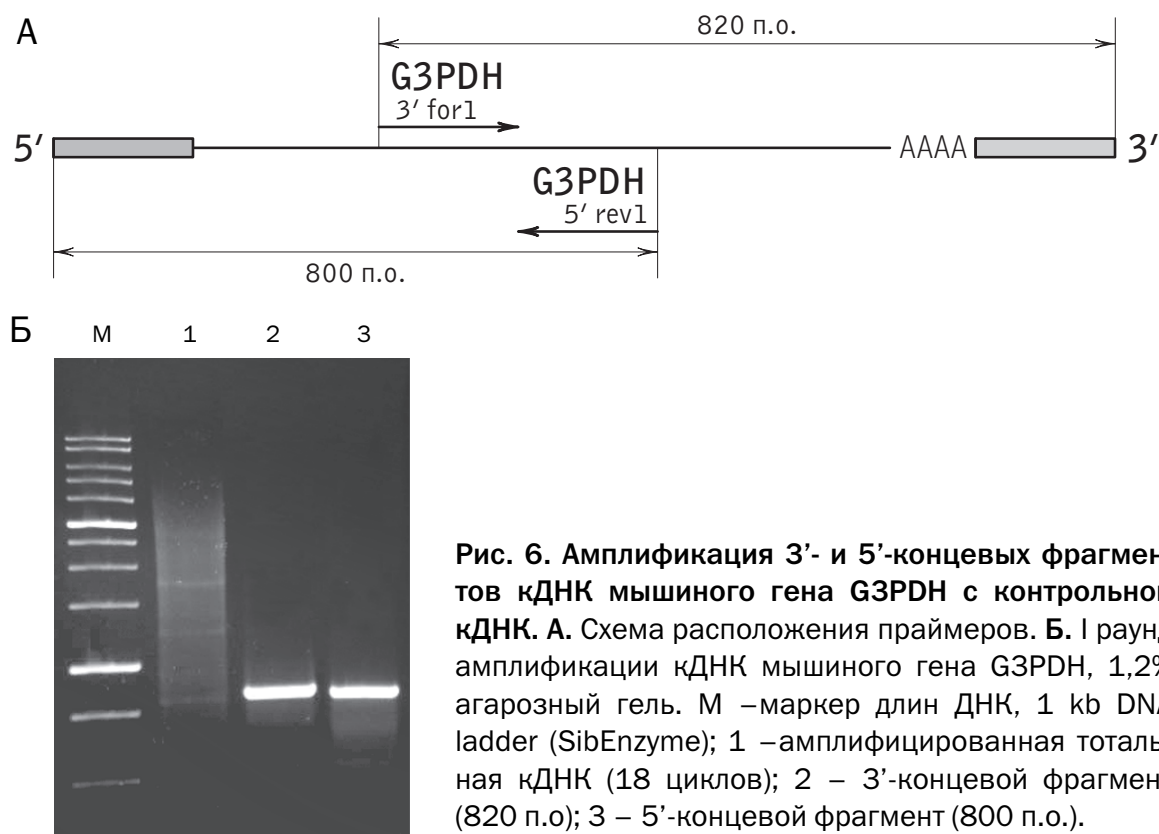 А
820 п.о.
G3PDH
3′ for1
5′ AAAA 3′
G3PDH
5′ rev1
800 п.о.
Б М 1 2 3
Рис. 6. Амплификация 3’- и 5’-концевых фрагмен
тов кДНК мышиного гена G3PDH с контрольно
кДНК. А. Схема расположения праймеров. Б. I раун
амплификации кДНК мышиного гена G3PDH, 1,2%
агарозный гель. М –маркер длин ДНК, 1 kb DNA
ladder (SibEnzyme); 1 –амплифицированная тоталь
ная кДНК (18 циклов); 2 – 3’-концевой фрагмен
(820 п.о); 3 – 5’-концевой фрагмент (800 п.о.).